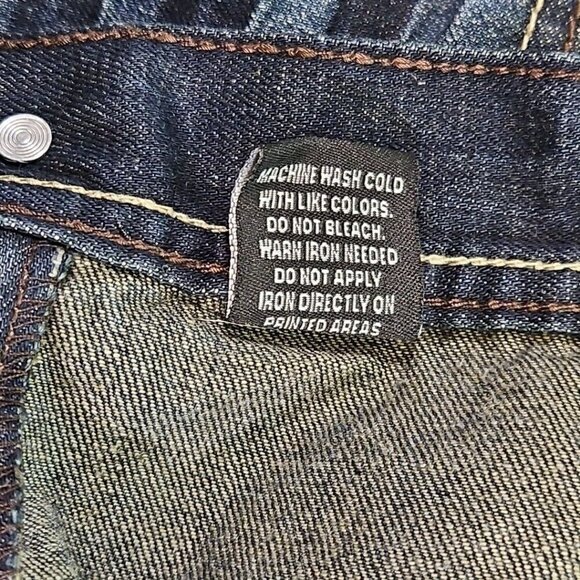 MACHINE WASH COLD
WITH LIKE COLORS.
DO NOT BLEACH.
WARN IRON NEEDED
DO NOT APPLY
IRON DIRECTLY ON
PRINTED AREAS